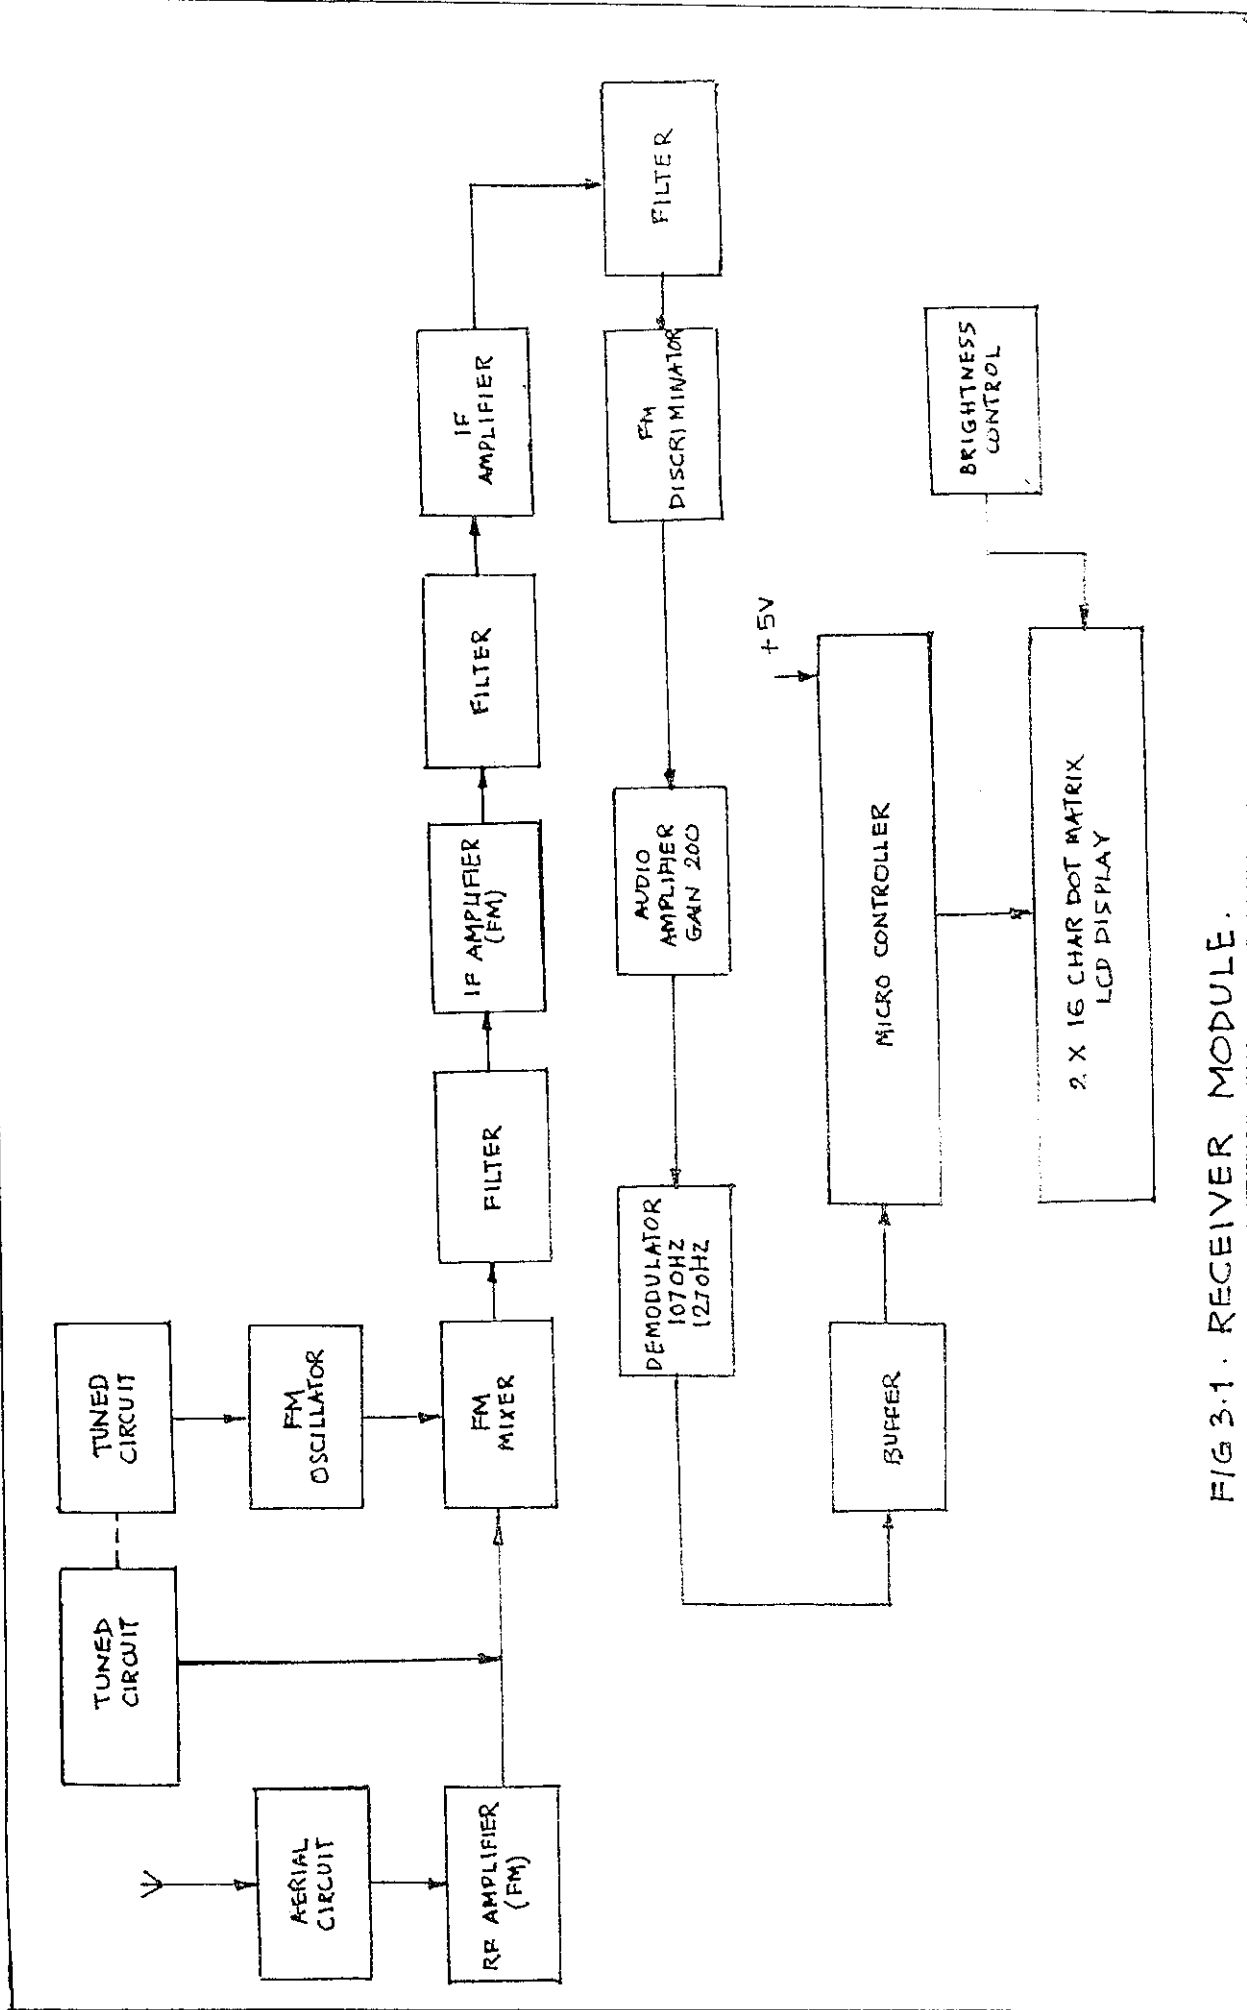 TUNED
CIRCUIT
TUNED
CIRCUIT
AERIAL
CIRCUIT
FM
OSCILLATOR
RF AMPLIFIER
(FM)
FM
MIXER
FILTER
IF AMPLIFIER
(FM)
FILTER
IF
AMPLIFIER
FILTER
FM
DISCRIMINATOR
AUDIO
AMPLIFIER
GAIN 200
DEMODULATOR
1070HZ
1270HZ
BUFFER
MICRO CONTROLLER
+5V
BRIGHTNESS
CONTROL
2 X 16 CHAR DOT MATRIX
LCD DISPLAY
FIG 3.1. RECEIVER MODULE.